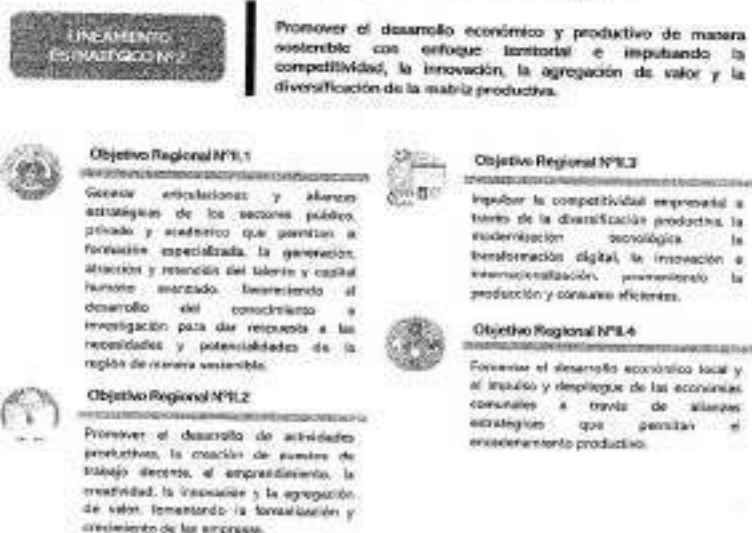 LINEAMIENTO
ESTRATÉGICO Nº2
Promover el desarrollo económico y productivo de manera
sostenible con enfoque territorial e impulsando la
competitividad, la innovación, la agregación de valor y la
diversificación de la matriz productiva.
Objetivo Regional NºII.1
Generar articulaciones y alianzas
estratégicas de los sectores público,
privado y académico que permitan a
formación especializada, la generación,
atracción y retención del talento y capital
humano avanzado, favoreciendo el
desarrollo del conocimiento e
investigación para dar respuesta a las
necesidades y potencialidades de la
región de manera sostenible.
Objetivo Regional NºII.2
Promover el desarrollo de actividades
productivas, la creación de puestos de
trabajo decente, el emprendimiento, la
creatividad, la innovación y la agregación
de valor, fomentando la formalización y
crecimiento de las empresas.
Objetivo Regional NºII.3
Impulsar la competitividad empresarial a
través de la diversificación productiva, la
modernización tecnológica, la
transformación digital, la innovación e
internacionalización, promoviendo la
producción y consumo eficientes.
Objetivo Regional NºII.4
Fomentar el desarrollo económico local y
el impulso y despliegue de las economías
comunales a través de alianzas
estratégicas que permitan el
encadenamiento productivo.